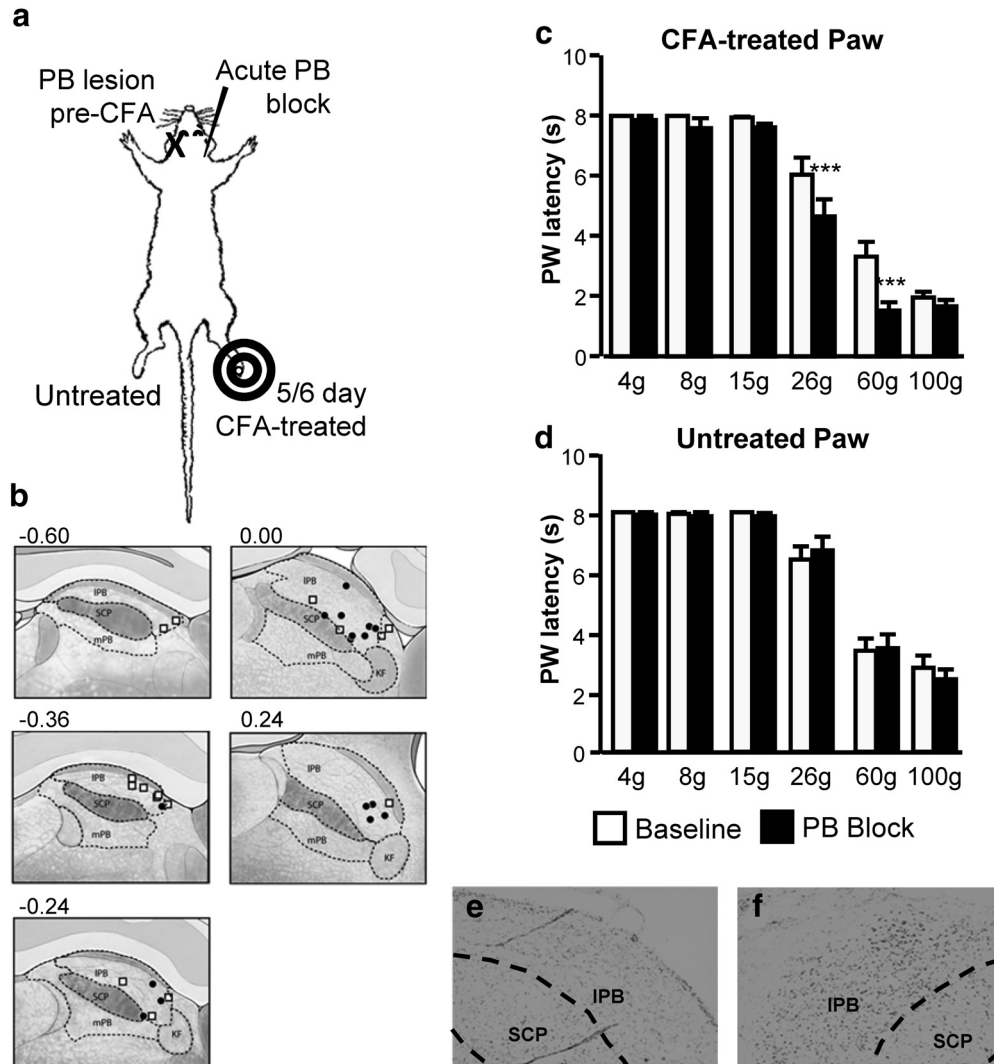 a
PB lesion
pre-CFA
Acute PB
block
X
Untreated
5/6 day
CFA-treated
b
-0.60
lPB
SCP
mPB
0.00
lPB
SCP
mPB
KF
-0.36
lPB
SCP
mPB
0.24
lPB
SCP
mPB
KF
-0.24
lPB
SCP
mPB
KF
c
CFA-treated Paw
PW latency (s)
10
8
6
4
2
0
***
***
4g 8g 15g 26g 60g 100g
d
Untreated Paw
PW latency (s)
10
8
6
4
2
0
4g 8g 15g 26g 60g 100g
Baseline PB Block
e
lPB
SCP
f
lPB
SCP